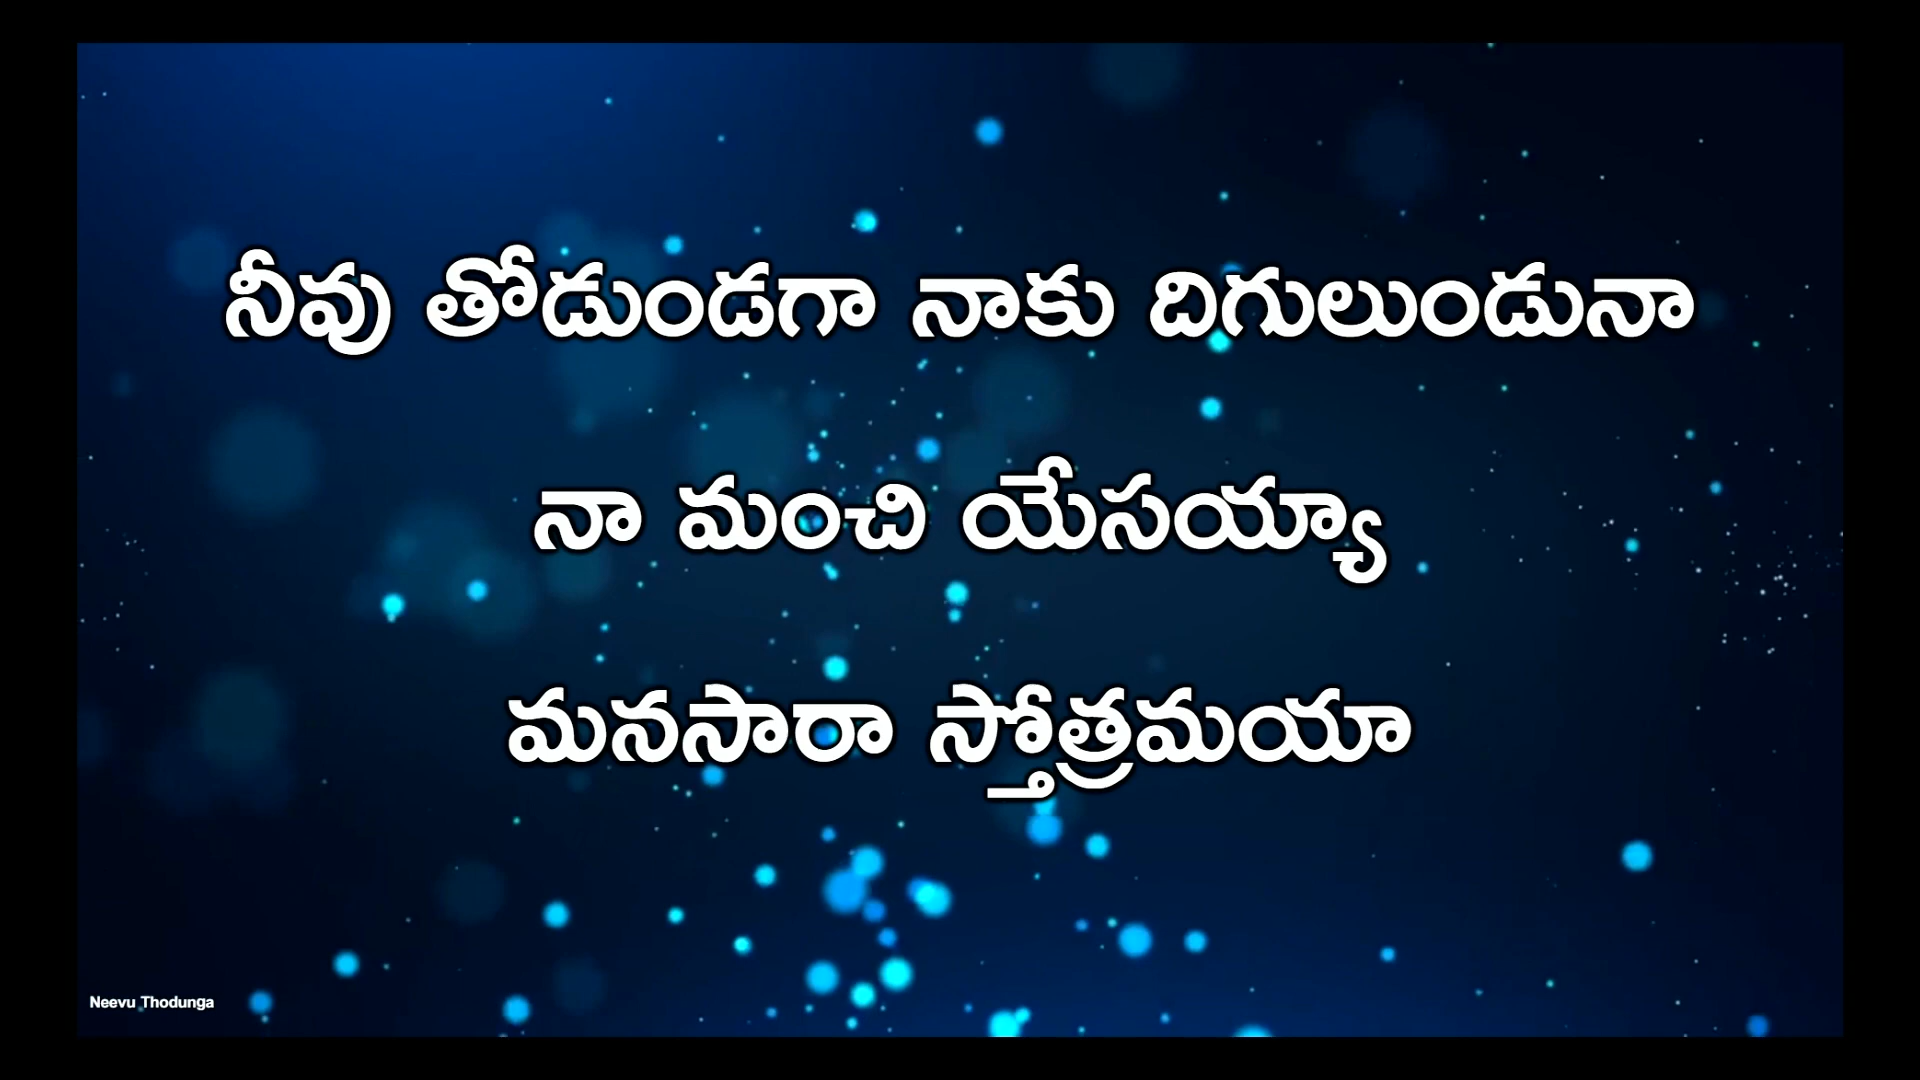 నీవు తోడుండగా నాకు దిగులుండునా
నా మంచి యేసయ్యా
మనసారా స్తోత్రమయా
Neevu Thodunga